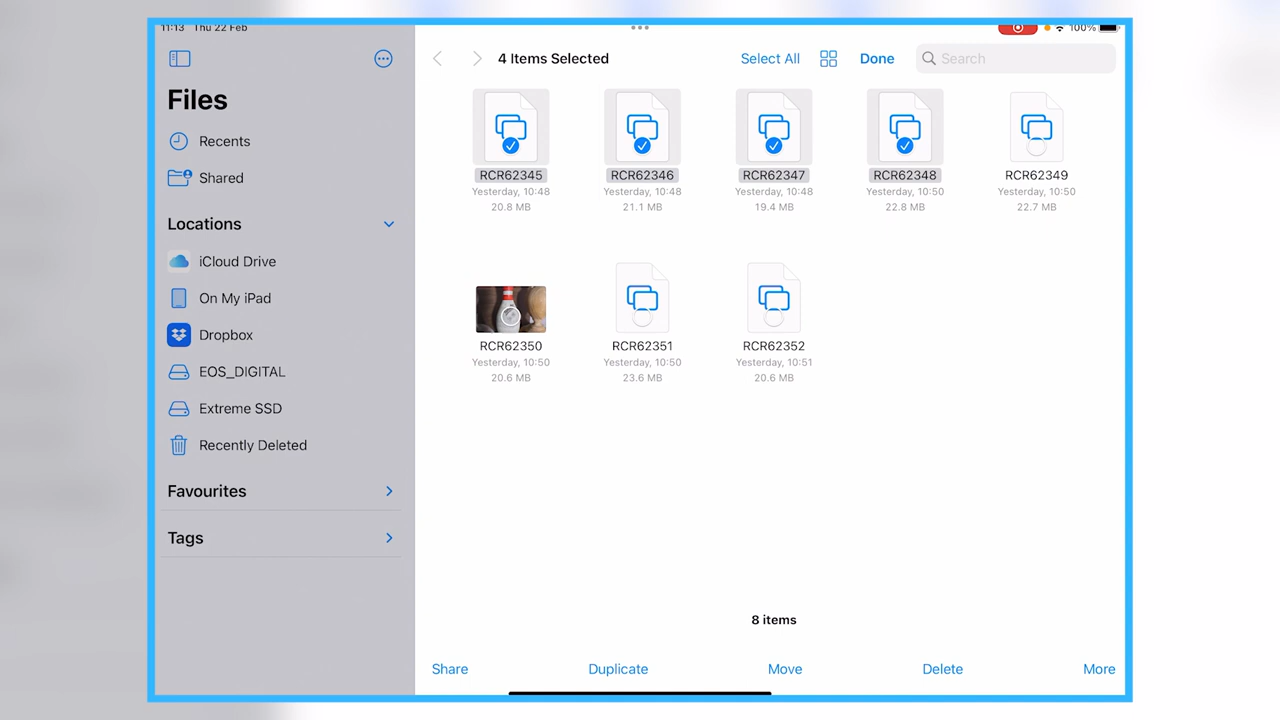 11:13 Thu 22 Feb
100%
4 Items Selected
Select All
Done
Search
Files
Recents
Shared
Locations
iCloud Drive
On My iPad
Dropbox
EOS_DIGITAL
Extreme SSD
Recently Deleted
Favourites
Tags
RCR62345
Yesterday, 10:48
20.8 MB
RCR62346
Yesterday, 10:48
21.1 MB
RCR62347
Yesterday, 10:48
19.4 MB
RCR62348
Yesterday, 10:50
22.8 MB
RCR62349
Yesterday, 10:50
22.7 MB
RCR62350
Yesterday, 10:50
20.6 MB
RCR62351
Yesterday, 10:50
23.6 MB
RCR62352
Yesterday, 10:51
20.6 MB
8 items
Share
Duplicate
Move
Delete
More